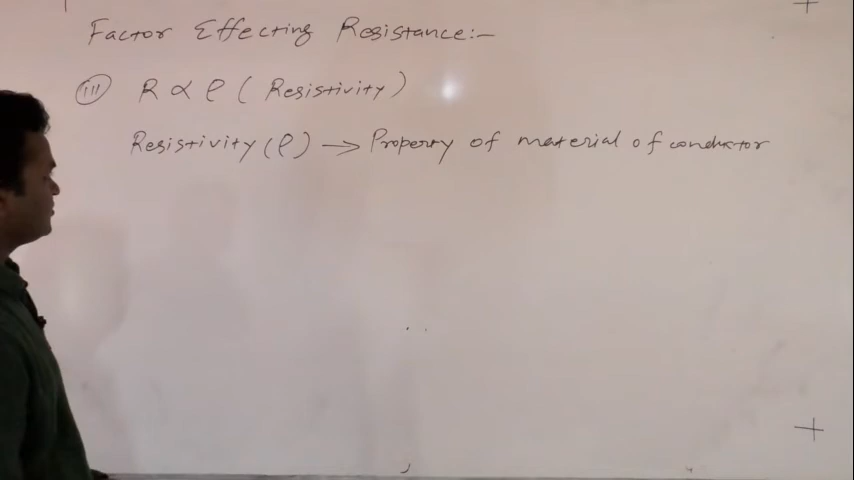 Factor Effecting Resistance:-
(iii) R ∝ ρ ( Resistivity )
Resistivity (ρ) → Property of material of conductor